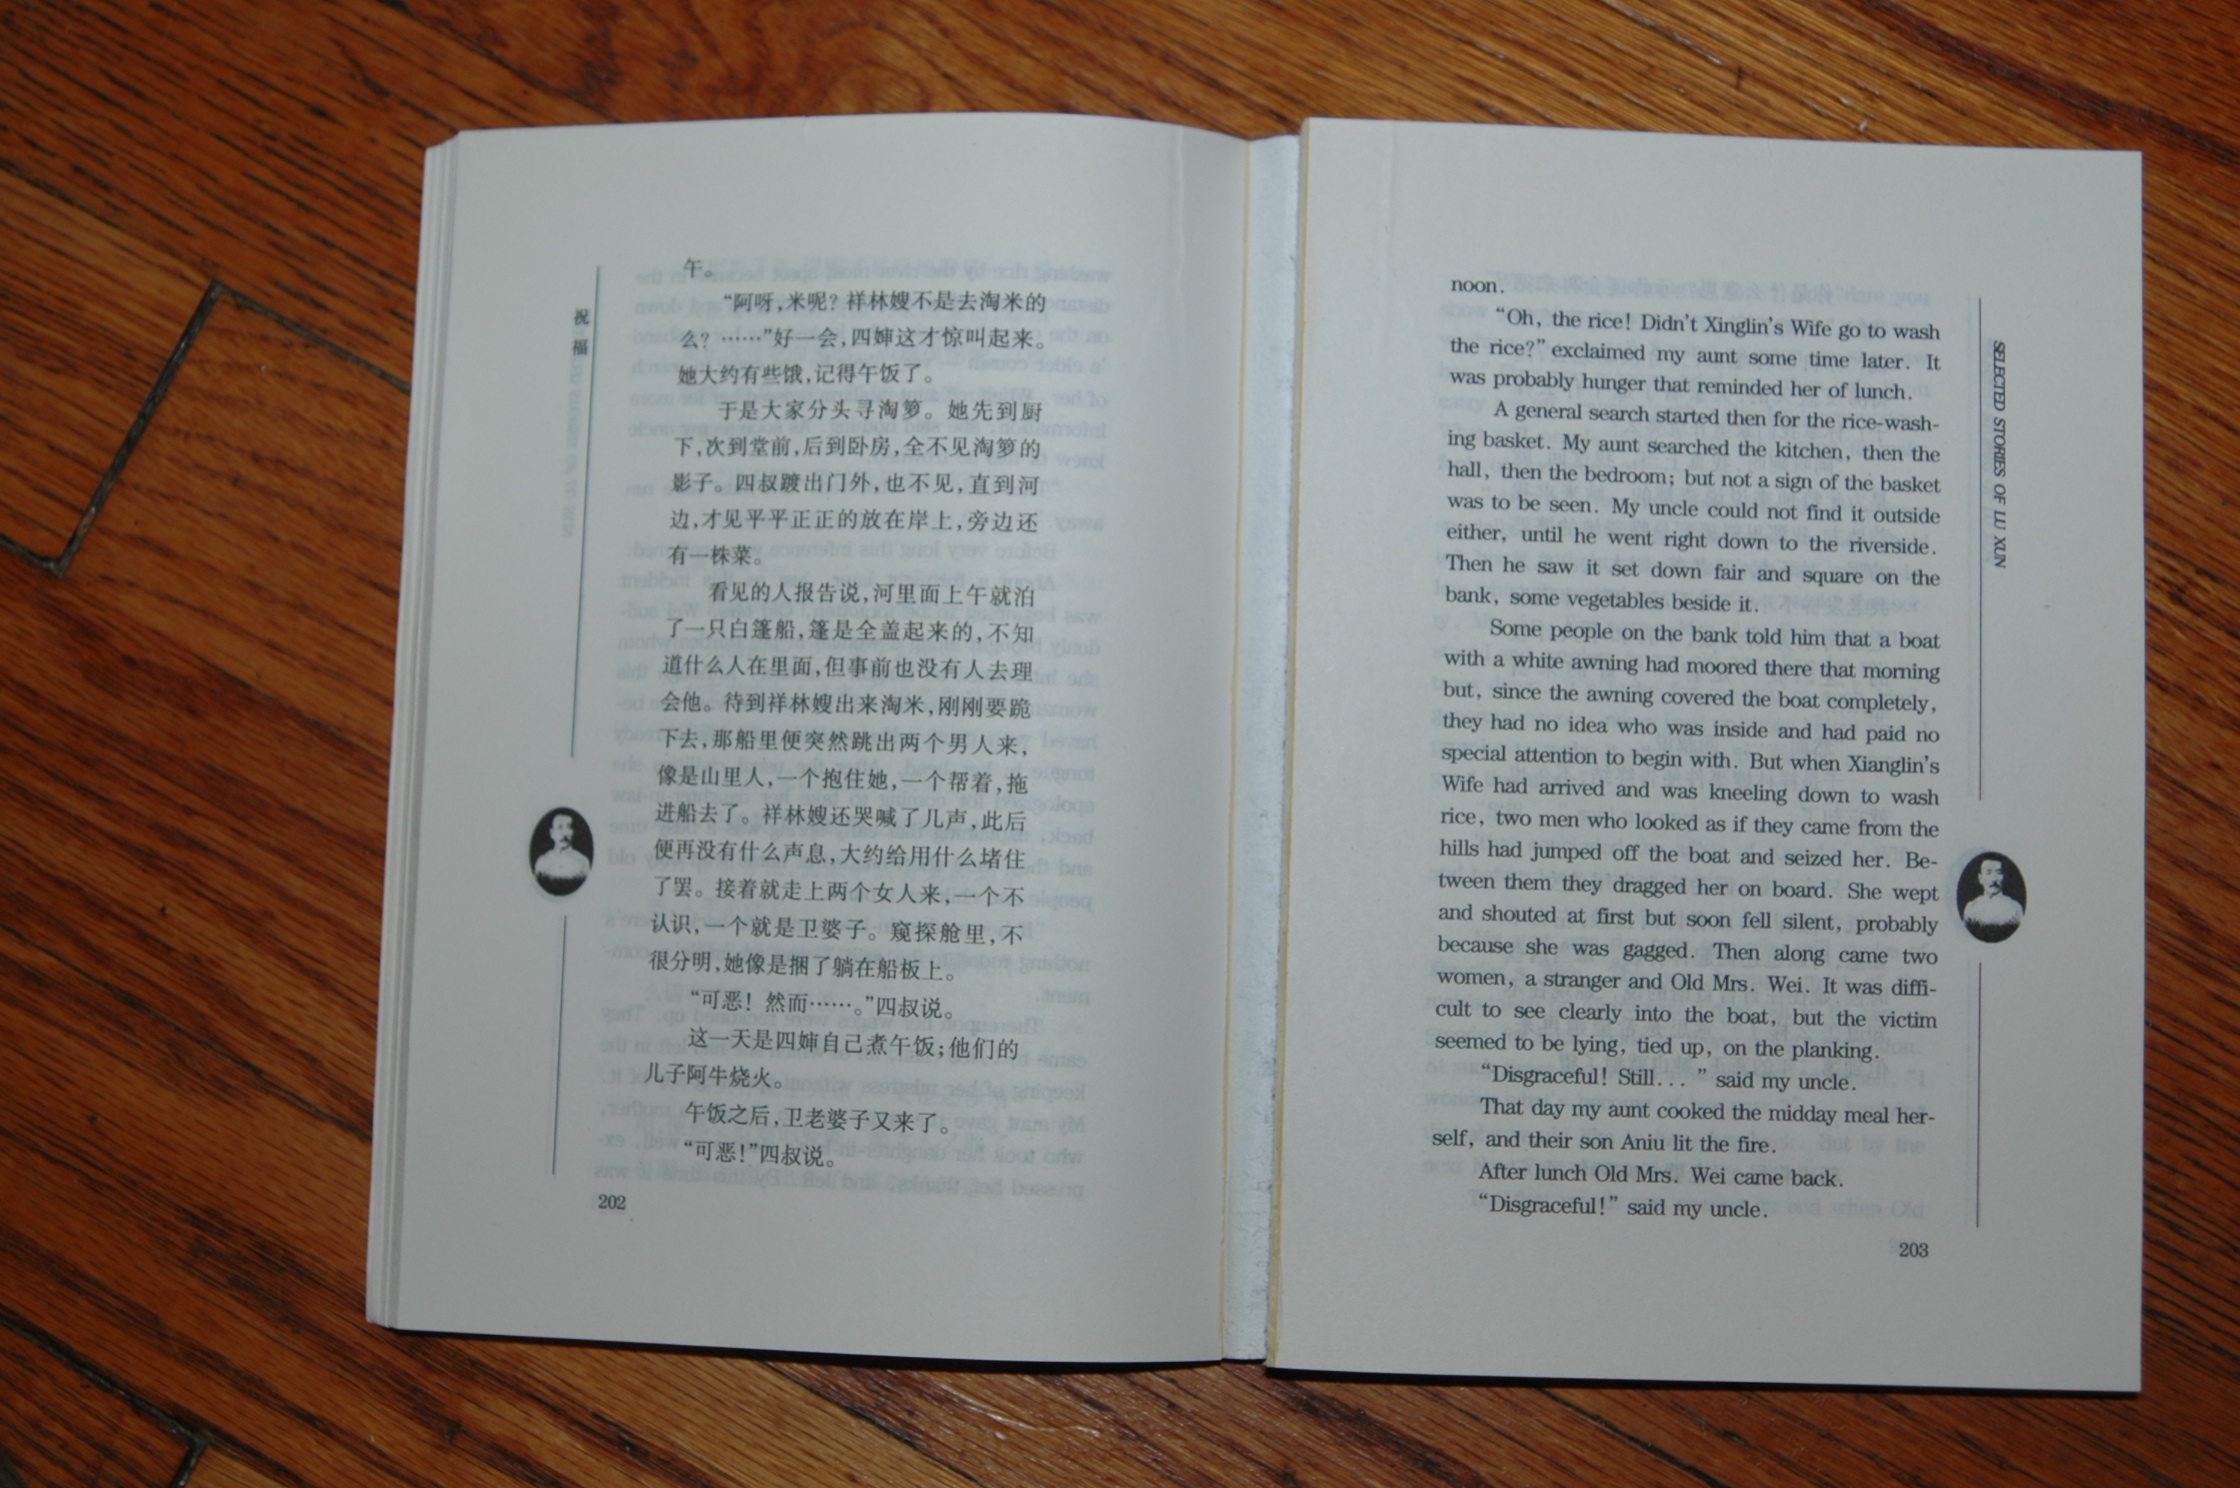 祝福
午。
“阿呀,米呢? 祥林嫂不是去淘米的
么? ……”好一会,四婶这才惊叫起来。
她大约有些饿,记得午饭了。
于是大家分头寻淘箩。她先到厨
下,次到堂前,后到卧房,全不见淘箩的
影子。四叔踱出门外,也不见,直到河
边,才见平平正正的放在岸上,旁边还
有一株菜。
看见的人报告说,河里面上午就泊
了一只白篷船,篷是全盖起来的,不知
道什么人在里面,但事前也没有人去理
会他。待到祥林嫂出来淘米,刚刚要跪
下去,那船里便突然跳出两个男人来,
像是山里人,一个抱住她,一个帮着,拖
进船去了。祥林嫂还哭喊了几声,此后
便再没有什么声息,大约给用什么堵住
了罢。接着就走上两个女人来,一个不
认识,一个就是卫婆子。窥探舱里,不
很分明,她像是捆了躺在船板上。
“可恶! 然而……。”四叔说。
这一天是四婶自己煮午饭;他们的
儿子阿牛烧火。
午饭之后,卫老婆子又来了。
“可恶!”四叔说。
202
noon.
“Oh, the rice! Didn't Xinglin's Wife go to wash
the rice?” exclaimed my aunt some time later. It
was probably hunger that reminded her of lunch.
A general search started then for the rice-wash-
ing basket. My aunt searched the kitchen, then the
hall, then the bedroom; but not a sign of the basket
was to be seen. My uncle could not find it outside
either, until he went right down to the riverside.
Then he saw it set down fair and square on the
bank, some vegetables beside it.
Some people on the bank told him that a boat
with a white awning had moored there that morning
but, since the awning covered the boat completely,
they had no idea who was inside and had paid no
special attention to begin with. But when Xianglin's
Wife had arrived and was kneeling down to wash
rice, two men who looked as if they came from the
hills had jumped off the boat and seized her. Be-
tween them they dragged her on board. She wept
and shouted at first but soon fell silent, probably
because she was gagged. Then along came two
women, a stranger and Old Mrs. Wei. It was diffi-
cult to see clearly into the boat, but the victim
seemed to be lying, tied up, on the planking.
“Disgraceful! Still... ” said my uncle.
That day my aunt cooked the midday meal her-
self, and their son Aniu lit the fire.
After lunch Old Mrs. Wei came back.
“Disgraceful!” said my uncle.
203
SELECTED STORIES OF LU XUN